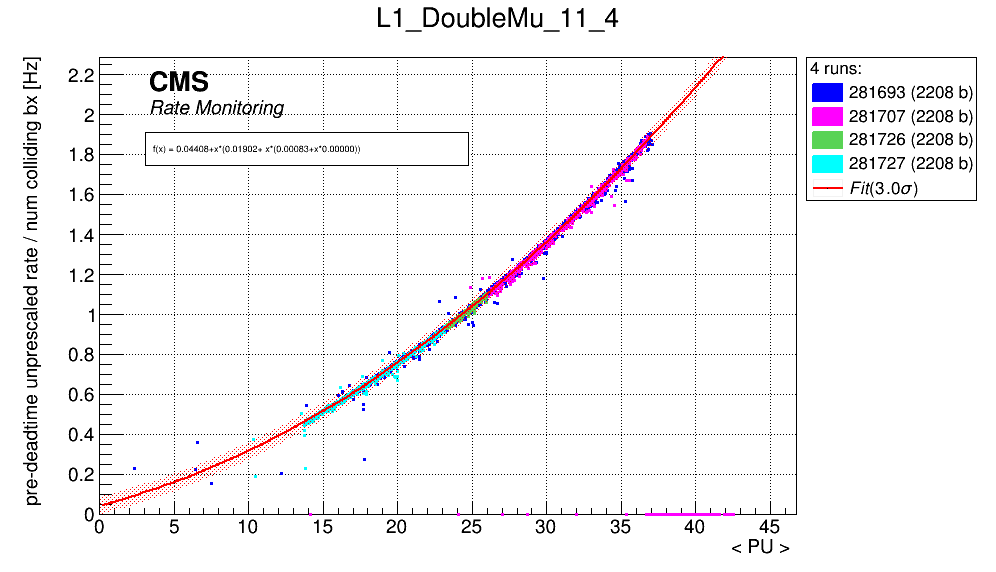 L1_DoubleMu_11_4
pre-deadtime unprescaled rate / num colliding bx [Hz]
CMS
Rate Monitoring
f(x) = 0.04408+x*(0.01902+ x*(0.00083+x*0.00000))
2.2
2
1.8
1.6
1.4
1.2
1
0.8
0.6
0.4
0.2
0
0 5 10 15 20 25 30 35 40 45
< PU >
4 runs:
281693 (2208 b)
281707 (2208 b)
281726 (2208 b)
281727 (2208 b)
Fit(3.0σ)